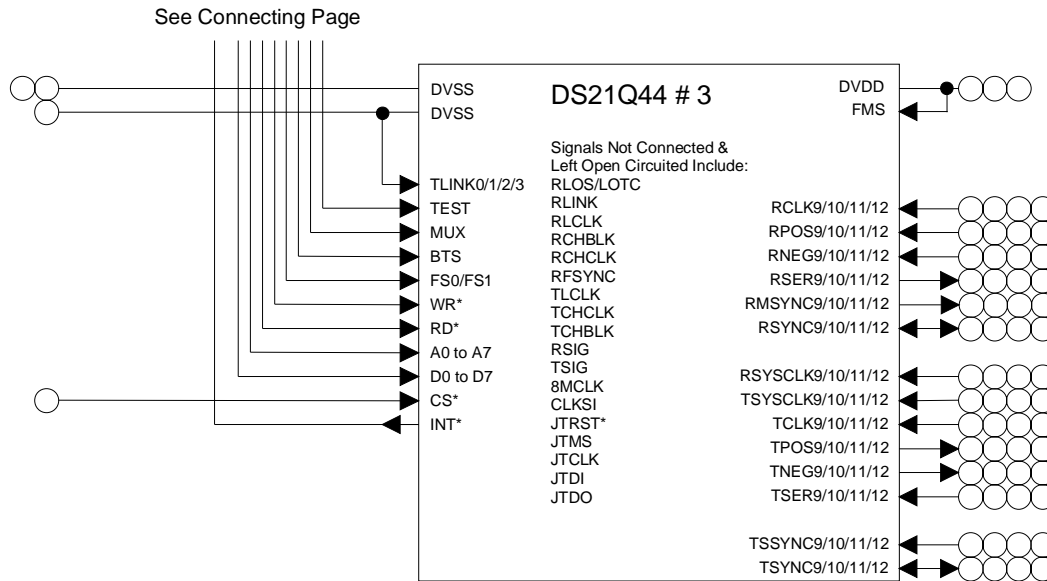 See Connecting Page
DVSS
DVSS
TLINK0/1/2/3
TEST
MUX
BTS
FS0/FS1
WR*
RD*
A0 to A7
D0 to D7
CS*
INT*
DS21Q44 # 3
Signals Not Connected &
Left Open Circuited Include:
RLOS/LOTC
RLINK
RLCLK
RCHBLK
RCHCLK
RFSYNC
TLCLK
TCHCLK
TCHBLK
RSIG
TSIG
8MCLK
CLKSI
JTRST*
JTMS
JTCLK
JTDI
JTDO
DVDD
FMS
RCLK9/10/11/12
RPOS9/10/11/12
RNEG9/10/11/12
RSER9/10/11/12
RMSYNC9/10/11/12
RSYNC9/10/11/12
RSYSCLK9/10/11/12
TSYSCLK9/10/11/12
TCLK9/10/11/12
TPOS9/10/11/12
TNEG9/10/11/12
TSER9/10/11/12
TSSYNC9/10/11/12
TSYNC9/10/11/12